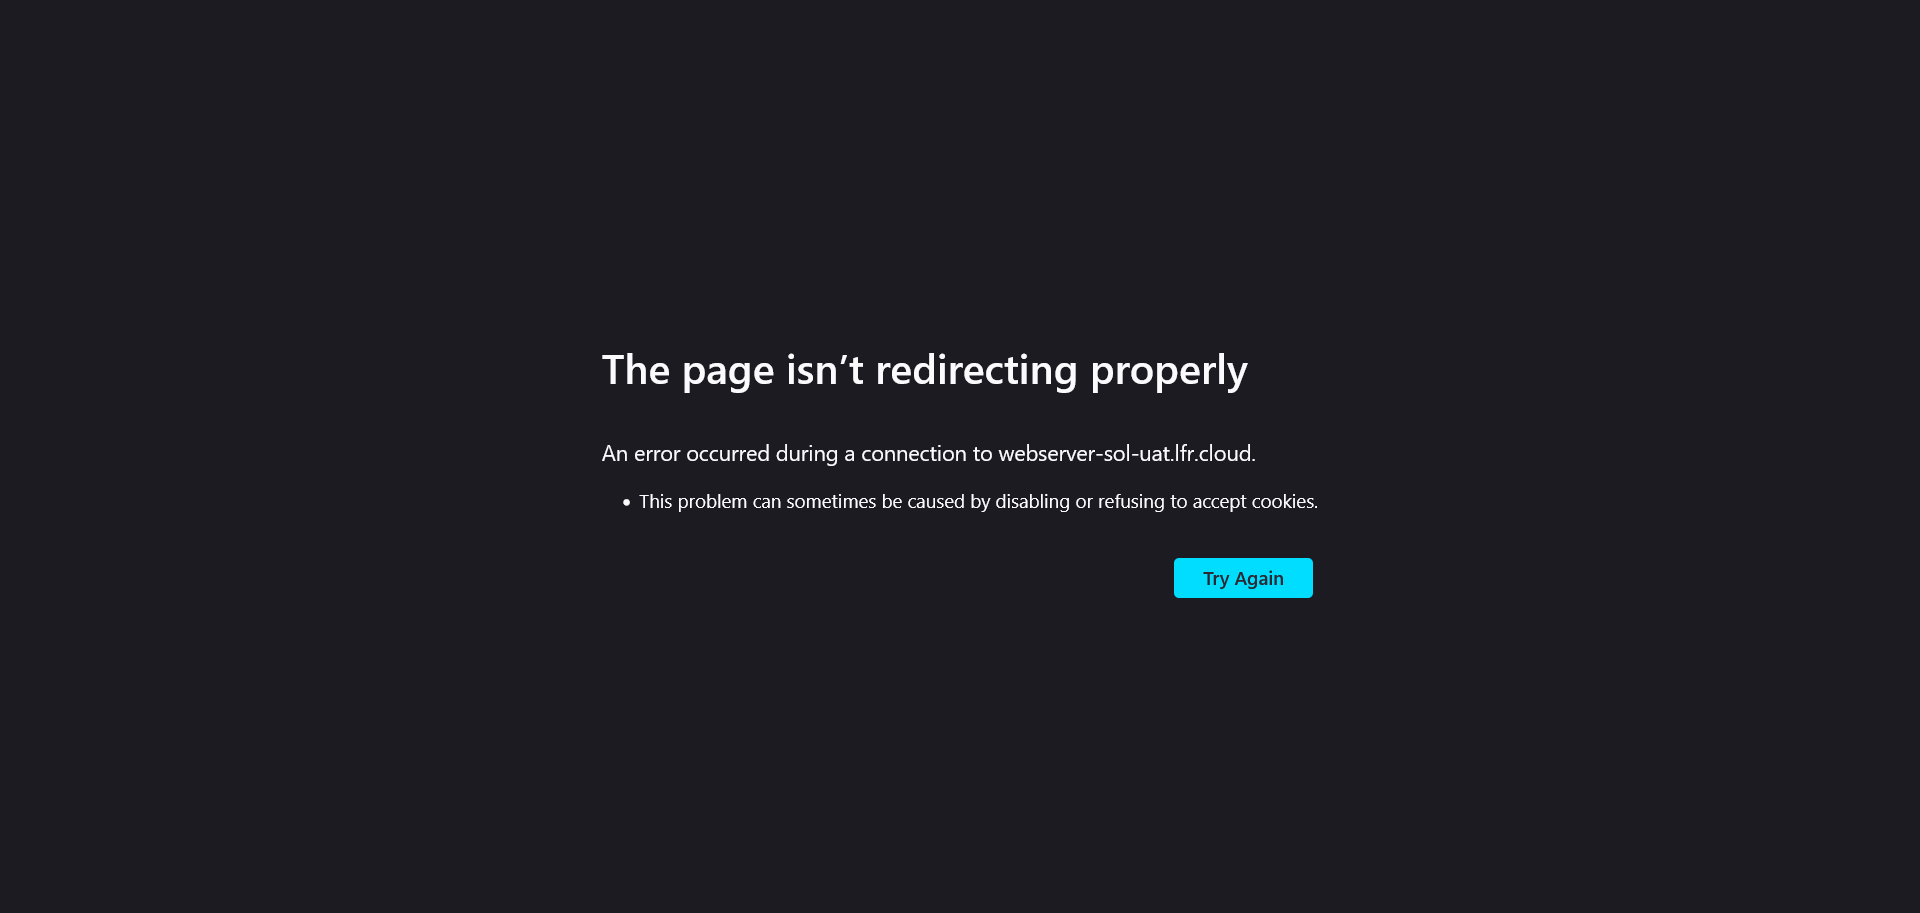 The page isn’t redirecting properly
An error occurred during a connection to webserver-sol-uat.lfr.cloud.
• This problem can sometimes be caused by disabling or refusing to accept cookies.
Try Again